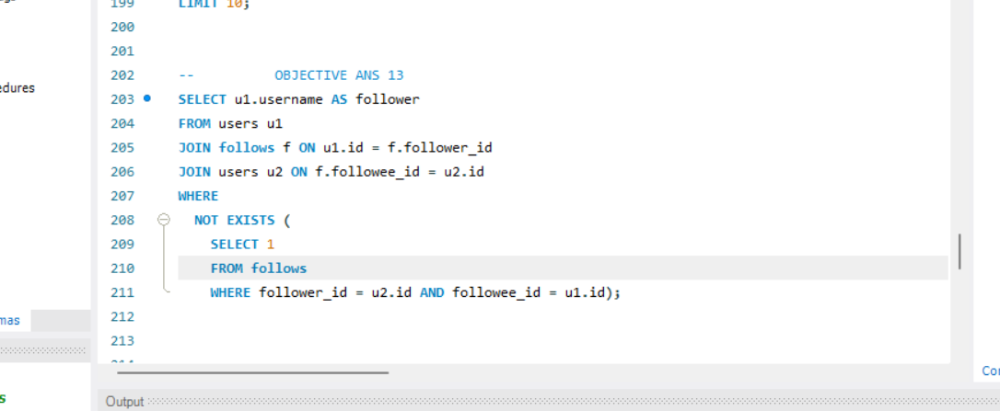 199 LIMIT 10;
200
201
202 -- OBJECTIVE ANS 13
edures
203 SELECT u1.username AS follower
204 FROM users u1
205 JOIN follows f ON u1.id = f.follower_id
206 JOIN users u2 ON f.followee_id = u2.id
207 WHERE
208 NOT EXISTS (
209 SELECT 1
210 FROM follows
211 WHERE follower_id = u2.id AND followee_id = u1.id);
212
mas
213
Output